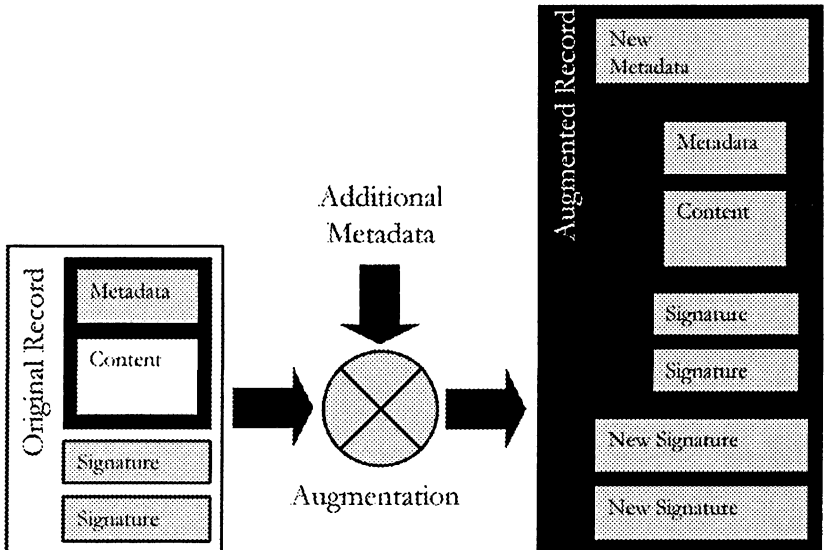 Original Record
Metadata
Content
Signature
Signature
Additional
Metadata
Augmentation
Augmented Record
New
Metadata
Metadata
Content
Signature
Signature
New Signature
New Signature